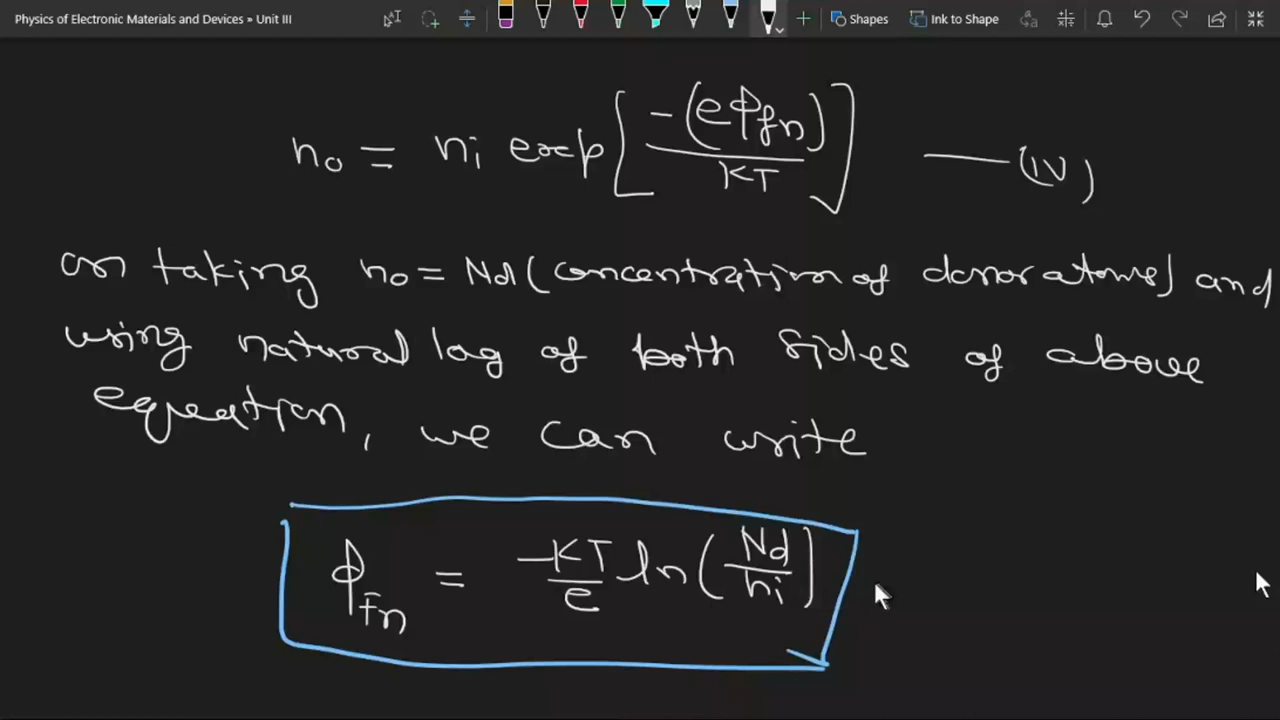 Physics of Electronic Materials and Devices » Unit III
Shapes
Ink to Shape
n₀ = ni exp[-(eϕfn)/KT] —— (IV)
on taking n₀ = Nd (concentration of donor atoms) and
using natural log of both sides of above
equation, we can write
ϕFn = -KT/e ln(Nd/ni)